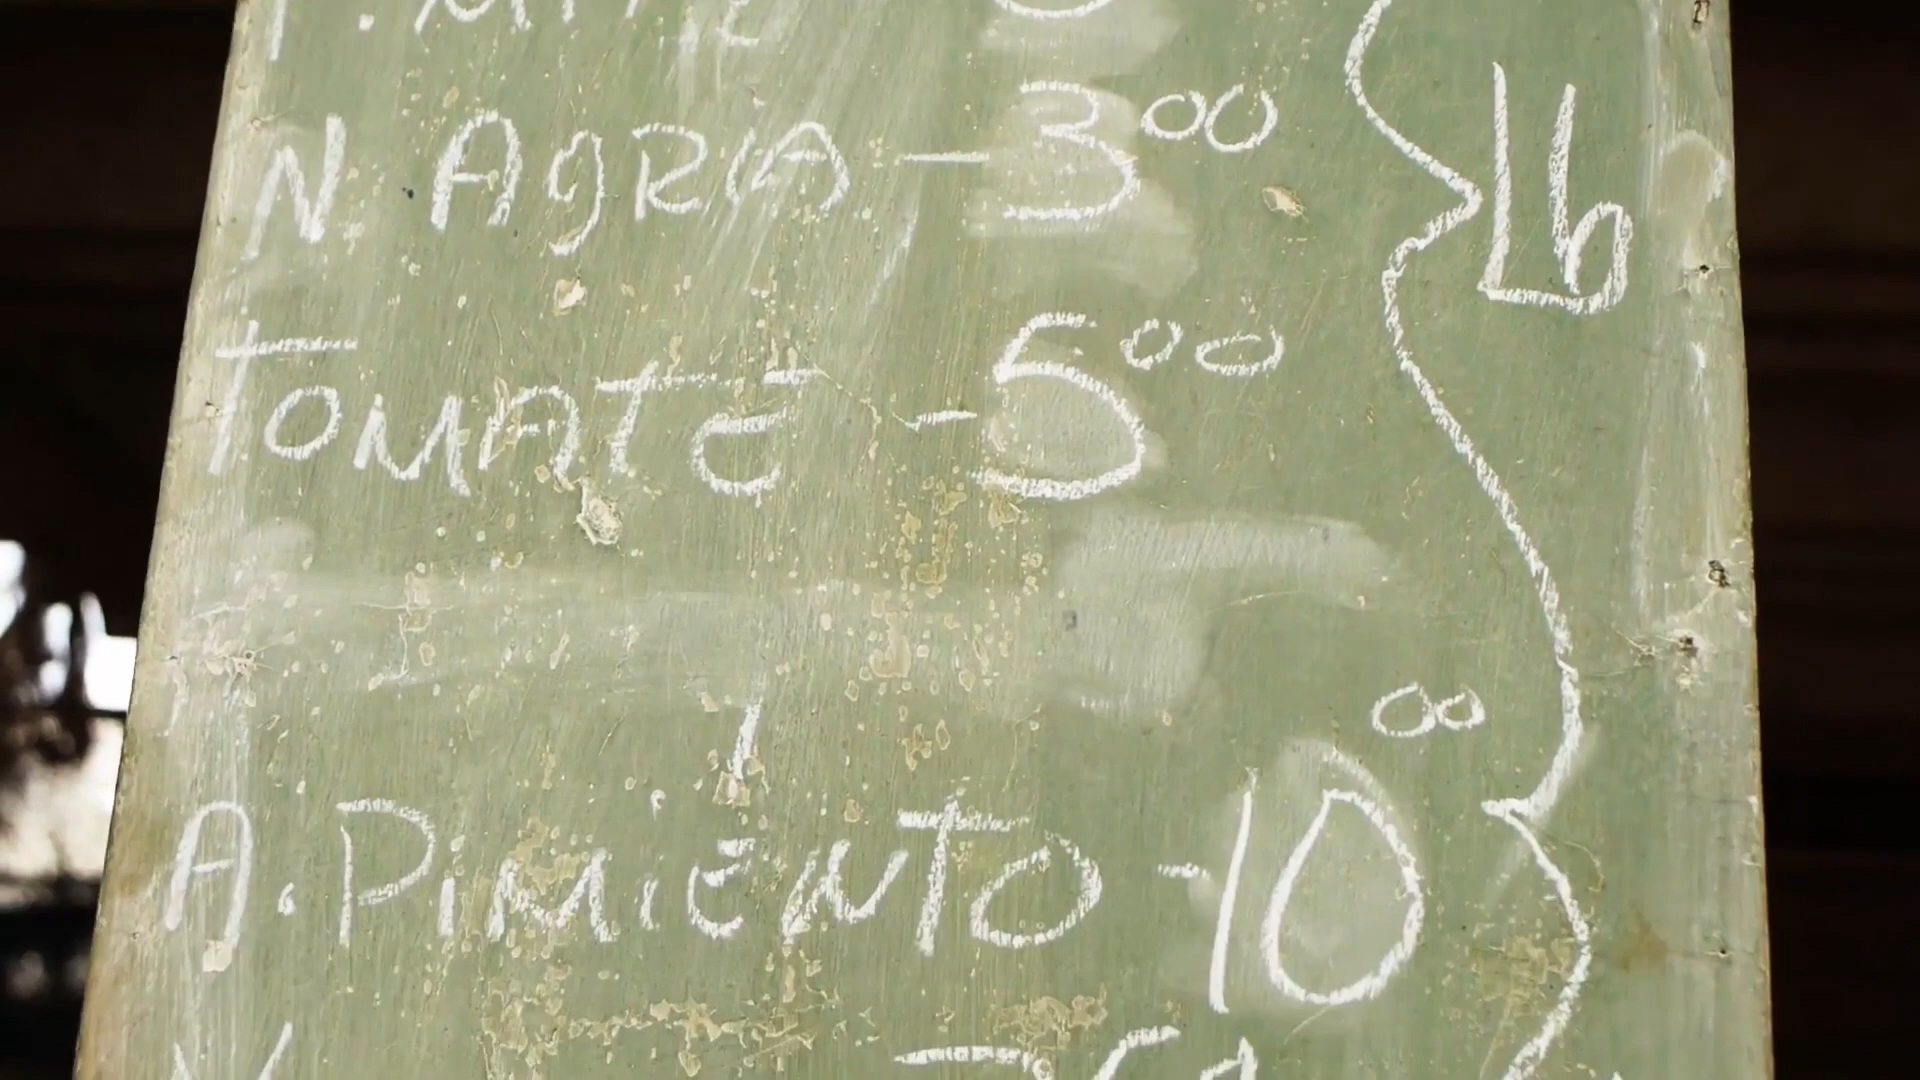 N. AgRiA - 3 00
Lb
TOMATE - 5 00
A. PiMiENTO - 10 00